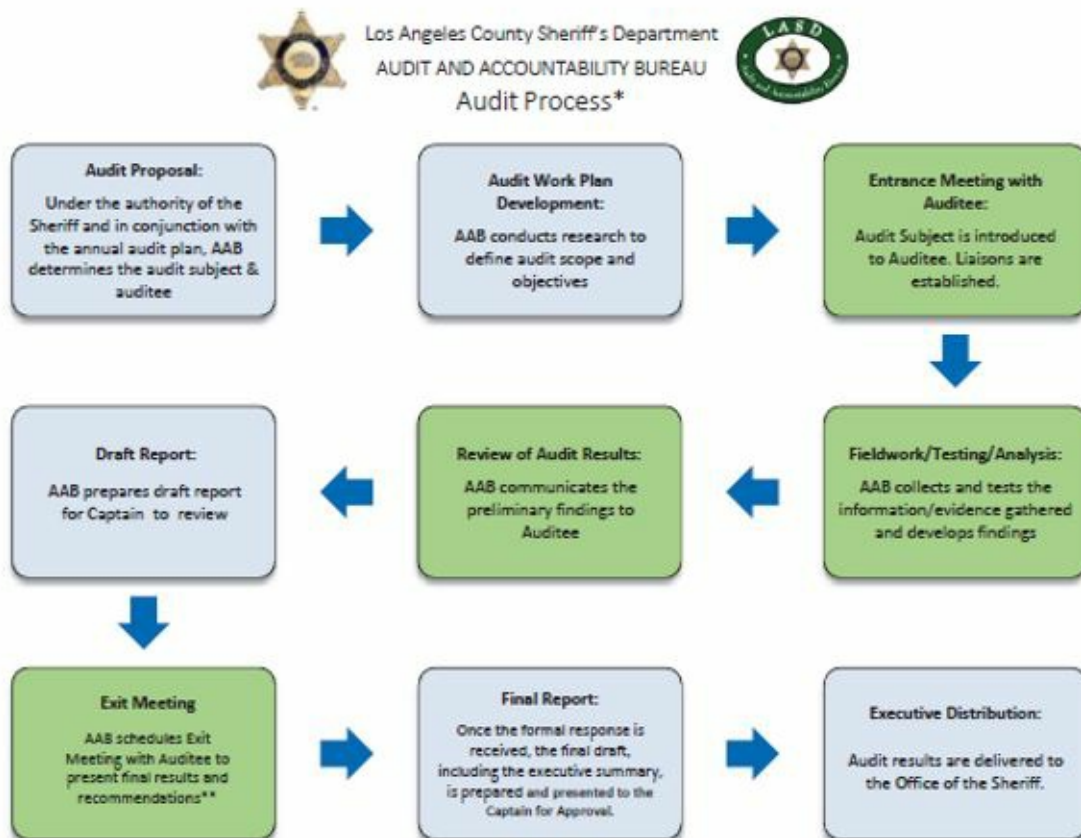 Los Angeles County Sheriff's Department
AUDIT AND ACCOUNTABILITY BUREAU
Audit Process*
LASD
Audit and Accountability Bureau
Audit Proposal:
Under the authority of the
Sheriff and in conjunction with
the annual audit plan, AAB
determines the audit subject &
auditee
Audit Work Plan
Development:
AAB conducts research to
define audit scope and
objectives
Entrance Meeting with
Auditee:
Audit Subject is introduced
to Auditee. Liaisons are
established.
Fieldwork/Testing/Analysis:
AAB collects and tests the
information/evidence gathered
and develops findings
Review of Audit Results:
AAB communicates the
preliminary findings to
Auditee
Draft Report:
AAB prepares draft report
for Captain to review
Exit Meeting
AAB schedules Exit
Meeting with Auditee to
present final results and
recommendations**
Final Report:
Once the formal response is
received, the final draft,
including the executive summary,
is prepared and presented to the
Captain for Approval.
Executive Distribution:
Audit results are delivered to
the Office of the Sheriff.